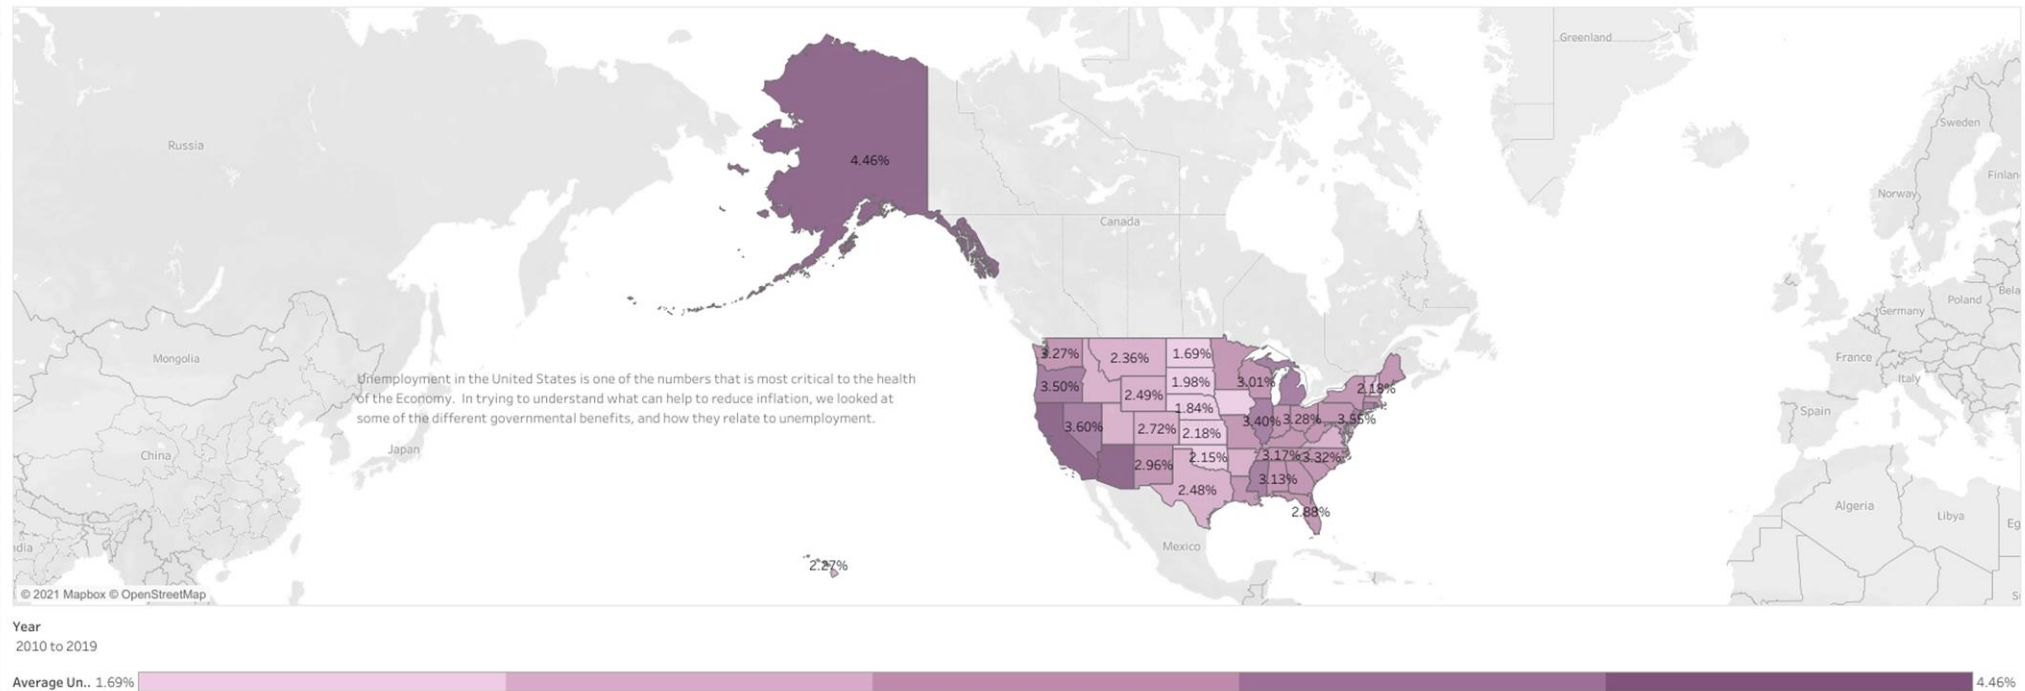 Greenland
Sweden
Russia
4.46%
Finlan
Norway
Canada
Bela
Poland
Germany
3.27%
2.36%
1.69%
Mongolia
France
Unemployment in the United States is one of the numbers that is most critical to the health
of the Economy. In trying to understand what can help to reduce inflation, we looked at
some of the different governmental benefits, and how they relate to unemployment.
3.50%
1.98%
3.01%
2.18%
Italy
2.49%
1.84%
Spain
3.60%
2.72%
2.18%
3.40%
3.28%
3.55%
Japan
China
2.96%
2.15%
3.17%
3.32%
2.48%
3.13%
2.88%
Algeria
Libya
Eg
Mexico
ndia
2.27%
© 2021 Mapbox © OpenStreetMap
S
Year
2010 to 2019
Average Un.. 1.69%
4.46%